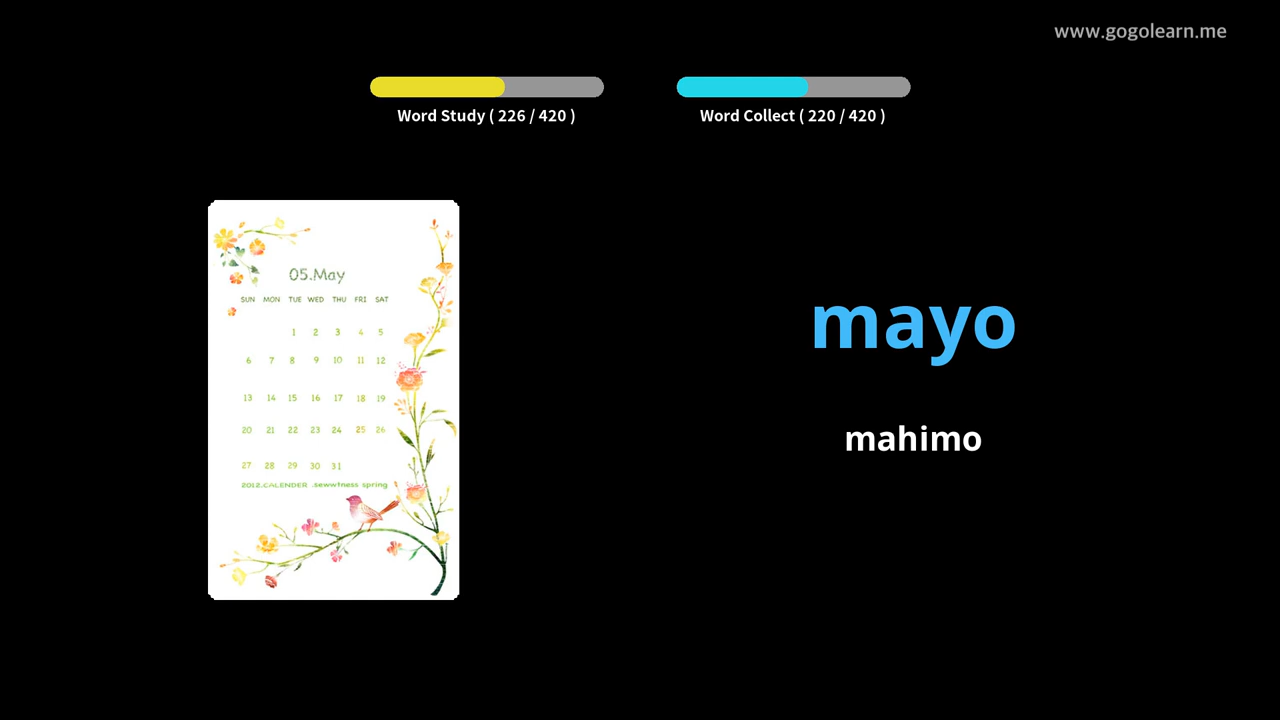 www.gogolearn.me
Word Study ( 226 / 420 )
Word Collect ( 220 / 420 )
05.May
SUN MON TUE WED THU FRI SAT
1 2 3 4 5
6 7 8 9 10 11 12
13 14 15 16 17 18 19
20 21 22 23 24 25 26
27 28 29 30 31
2012.CALENDER .sewwtness spring
mayo
mahimo